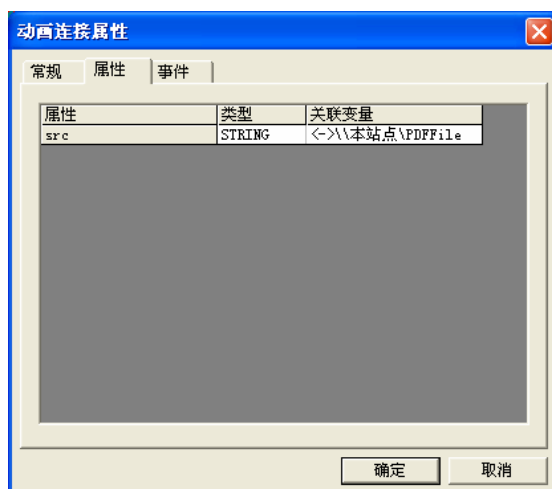 动画连接属性
常规 属性 事件
属性 类型 关联变量
src STRING <->\\本站点\PDFFile
确定 取消